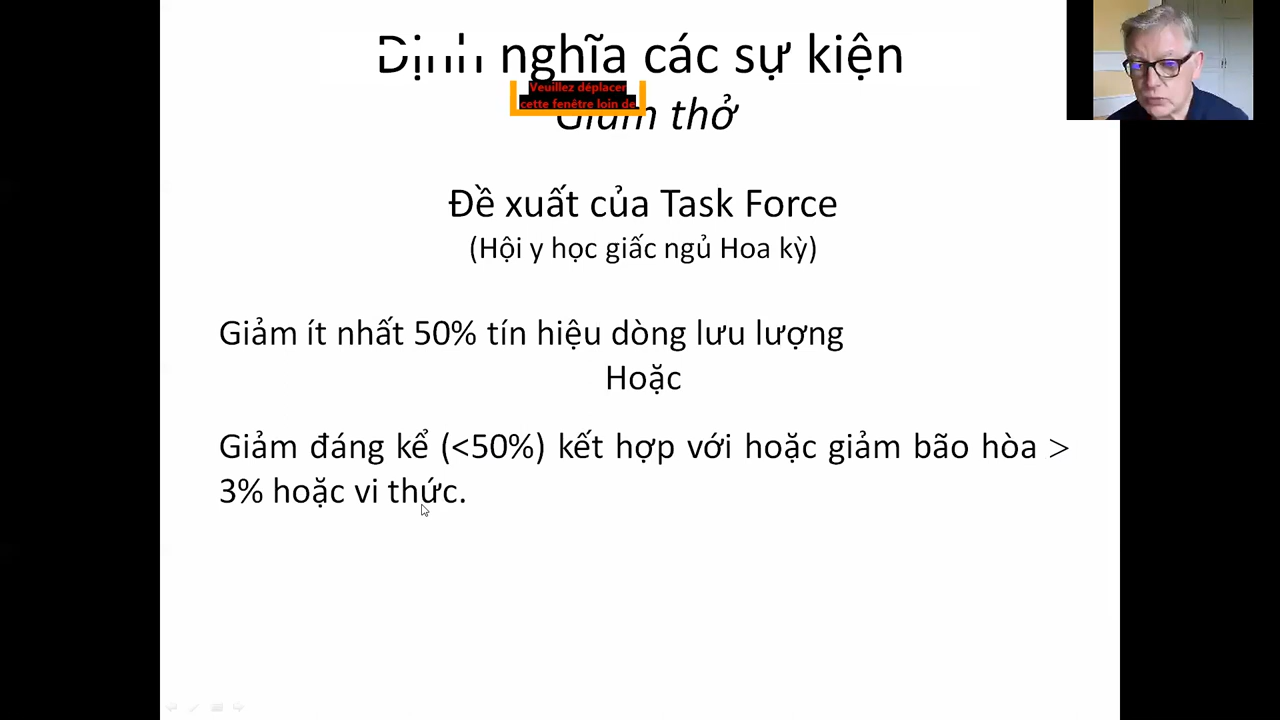 Định nghĩa các sự kiện
Veuillez déplacer
cette fenêtre loin de
Giảm thở
Đề xuất của Task Force
(Hội y học giấc ngủ Hoa kỳ)
Giảm ít nhất 50% tín hiệu dòng lưu lượng
Hoặc
Giảm đáng kể (<50%) kết hợp với hoặc giảm bão hòa >
3% hoặc vi thức.